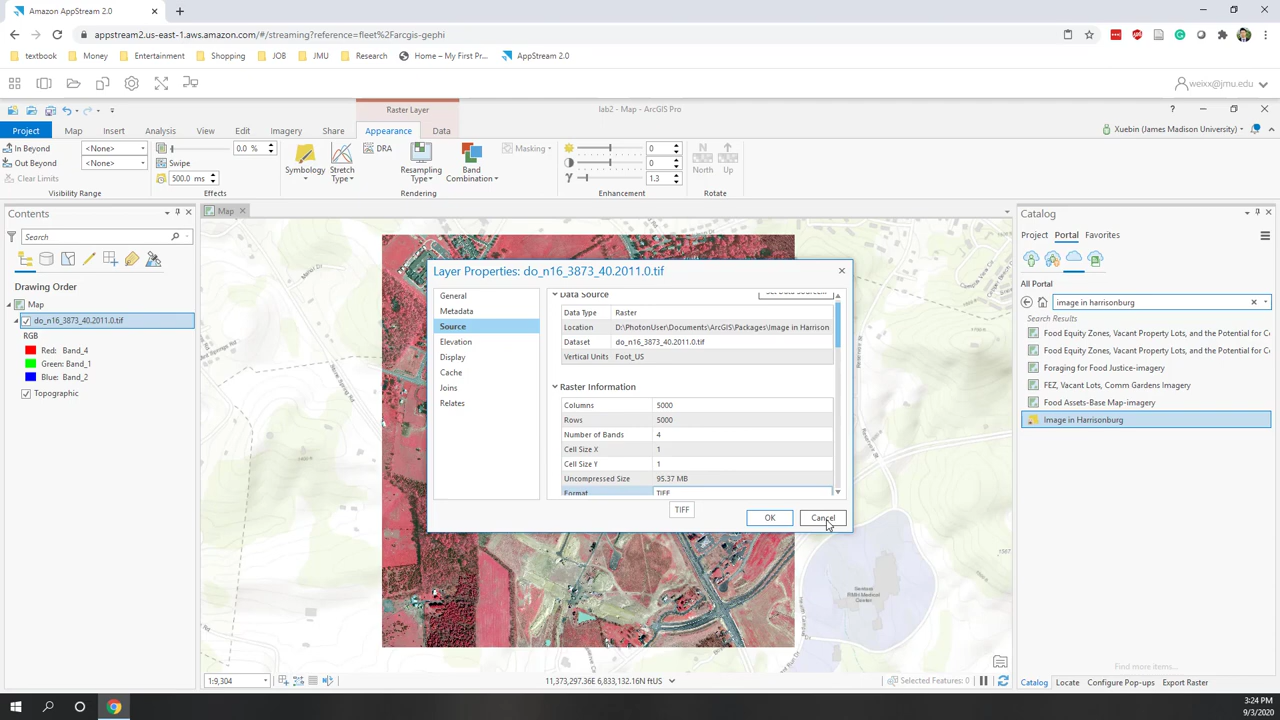 Amazon AppStream 2.0
appstream2.us-east-1.aws.amazon.com/#/streaming?reference=fleet%2Farcgis-gephi
textbook Money Entertainment Shopping JOB JMU Research Home - My First Pr... AppStream 2.0
weixx@jmu.edu
Raster Layer lab2 - Map - ArcGIS Pro ?
Project Map Insert Analysis View Edit Imagery Share Appearance Data Xuebin (James Madison University)
In Beyond <None> 0.0 % DRA Masking 0
Out Beyond <None> Swipe 0
Clear Limits 500.0 ms Symbology Stretch Type Resampling Type Band Combination 1.3 North Up
Visibility Range Effects Rendering Enhancement Rotate
Contents Map Catalog
Search Project Portal Favorites
Drawing Order
Map
do_n16_3873_40.2011.0.tif
RGB
Red: Band_4
Green: Band_1
Blue: Band_2
Topographic
Layer Properties: do_n16_3873_40.2011.0.tif
General
Metadata
Source
Elevation
Display
Cache
Joins
Relates
Data Source
Data Type Raster
Location D:\PhotonUser\Documents\ArcGIS\Packages\Image in Harrison
Dataset do_n16_3873_40.2011.0.tif
Vertical Units Foot_US
Raster Information
Columns 5000
Rows 5000
Number of Bands 4
Cell Size X 1
Cell Size Y 1
Uncompressed Size 95.37 MB
Format TIFF
TIFF
OK Cancel
All Portal
image in harrisonburg
Search Results
Food Equity Zones, Vacant Property Lots, and the Potential for C
Food Equity Zones, Vacant Property Lots, and the Potential for C
Foraging for Food Justice-imagery
FEZ, Vacant Lots, Comm Gardens Imagery
Food Assets-Base Map-imagery
Image in Harrisonburg
Find more items...
Medical
Center
1:9,304 11,373,297.36E 6,833,132.16N ftUS Selected Features: 0
Catalog Locate Configure Pop-ups Export Raster
3:24 PM
9/3/2020